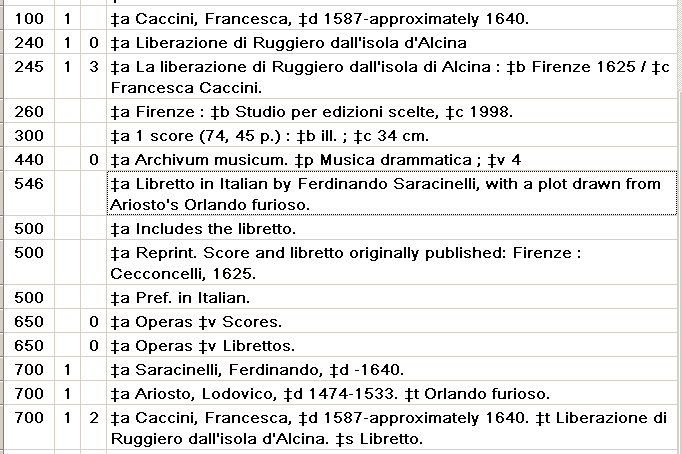 100 1 ‡a Caccini, Francesca, ‡d 1587-approximately 1640.
240 1 0 ‡a Liberazione di Ruggiero dall'isola d'Alcina
245 1 3 ‡a La liberazione di Ruggiero dall'isola di Alcina : ‡b Firenze 1625 / ‡c
Francesca Caccini.
260 ‡a Firenze : ‡b Studio per edizioni scelte, ‡c 1998.
300 ‡a 1 score (74, 45 p.) : ‡b ill. ; ‡c 34 cm.
440 0 ‡a Archivum musicum. ‡p Musica drammatica ; ‡v 4
546 ‡a Libretto in Italian by Ferdinando Saracinelli, with a plot drawn from
Ariosto's Orlando furioso.
500 ‡a Includes the libretto.
500 ‡a Reprint. Score and libretto originally published: Firenze :
Cecconcelli, 1625.
500 ‡a Pref. in Italian.
650 0 ‡a Operas ‡v Scores.
650 0 ‡a Operas ‡v Librettos.
700 1 ‡a Saracinelli, Ferdinando, ‡d -1640.
700 1 ‡a Ariosto, Lodovico, ‡d 1474-1533. ‡t Orlando furioso.
700 1 2 ‡a Caccini, Francesca, ‡d 1587-approximately 1640. ‡t Liberazione di
Ruggiero dall'isola d'Alcina. ‡s Libretto.